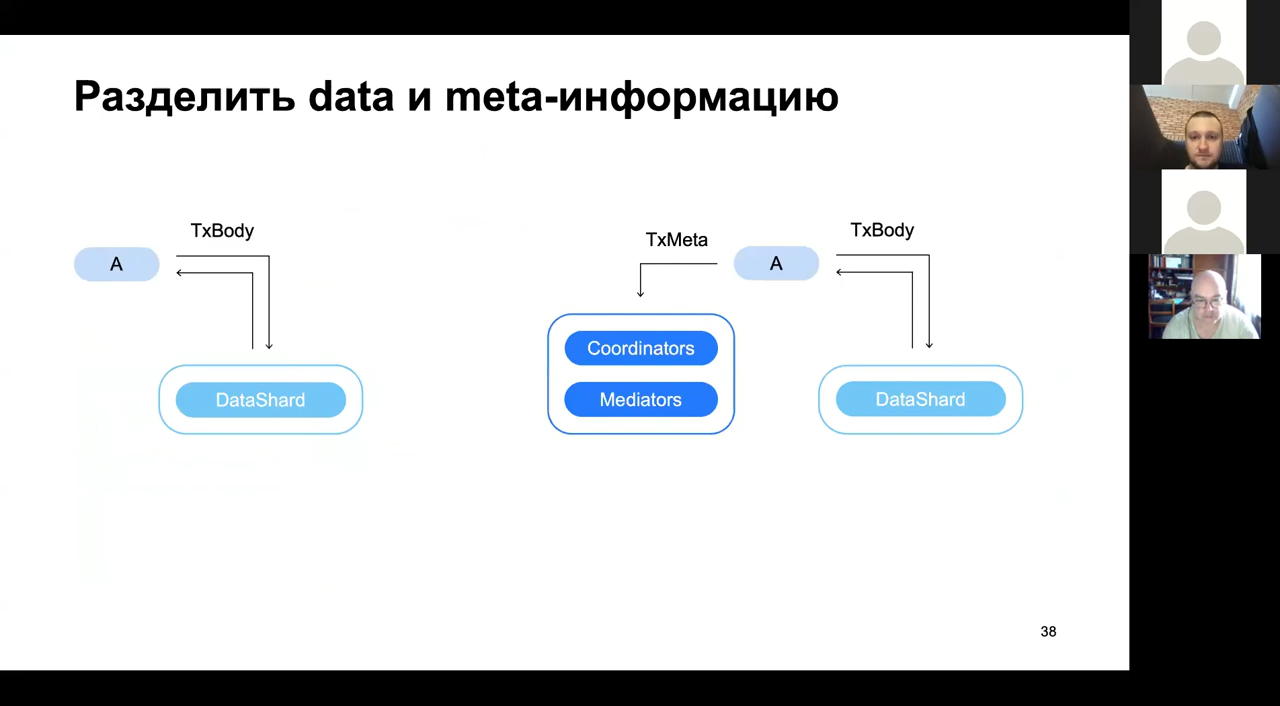 Разделить data и meta-информацию
TxBody
A
DataShard
TxMeta
A
TxBody
Coordinators
Mediators
DataShard
38